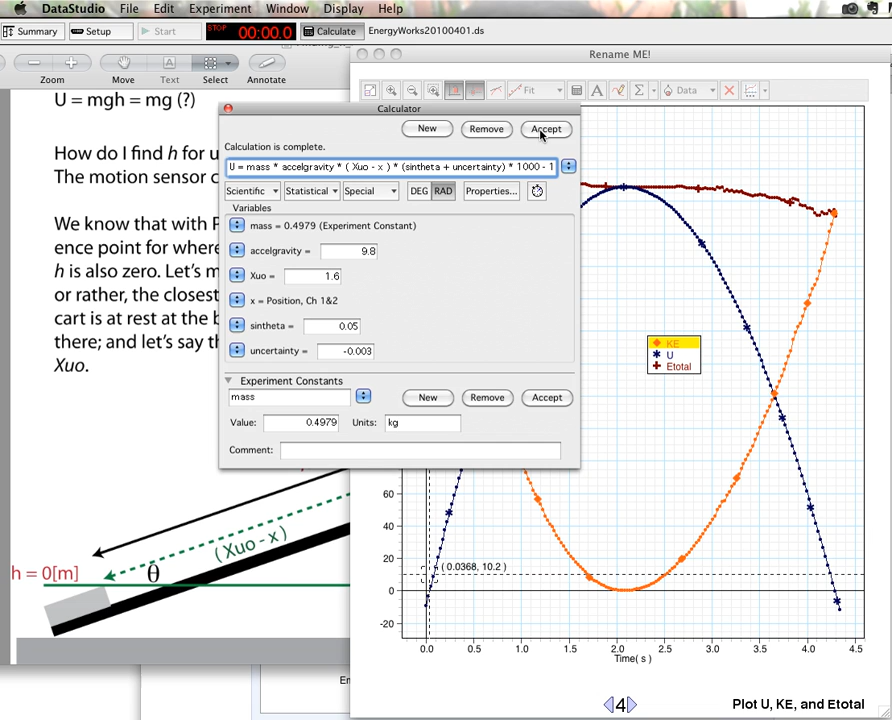 DataStudio File Edit Experiment Window Display Help
Summary Setup Start STOP 00:00.0 Calculate EnergyWorks20100401.ds
Rename ME!
Zoom Move Text Select Annotate
Fit A Σ Data
U = mgh = mg (?)
How do I find h for u
The motion sensor c
We know that with P
ence point for where
h is also zero. Let's m
or rather, the closest
cart is at rest at the b
there; and let's say th
Xuo.
Calculator
New Remove Accept
Calculation is complete.
U = mass * accelgravity * ( Xuo - x ) * (sintheta + uncertainty) * 1000 - 1
Scientific Statistical Special DEG RAD Properties...
Variables
mass = 0.4979 (Experiment Constant)
accelgravity = 9.8
Xuo = 1.6
x = Position, Ch 1&2
sintheta = 0.05
uncertainty = -0.003
Experiment Constants
mass New Remove Accept
Value: 0.4979 Units: kg
Comment:
KE
U
Etotal
60
40
20
0
-20
( 0.0368, 10.2 )
0.0 0.5 1.0 1.5 2.0 2.5 3.0 3.5 4.0 4.5
Time( s )
(Xuo - x)
h = 0[m] θ
En
4 Plot U, KE, and Etotal